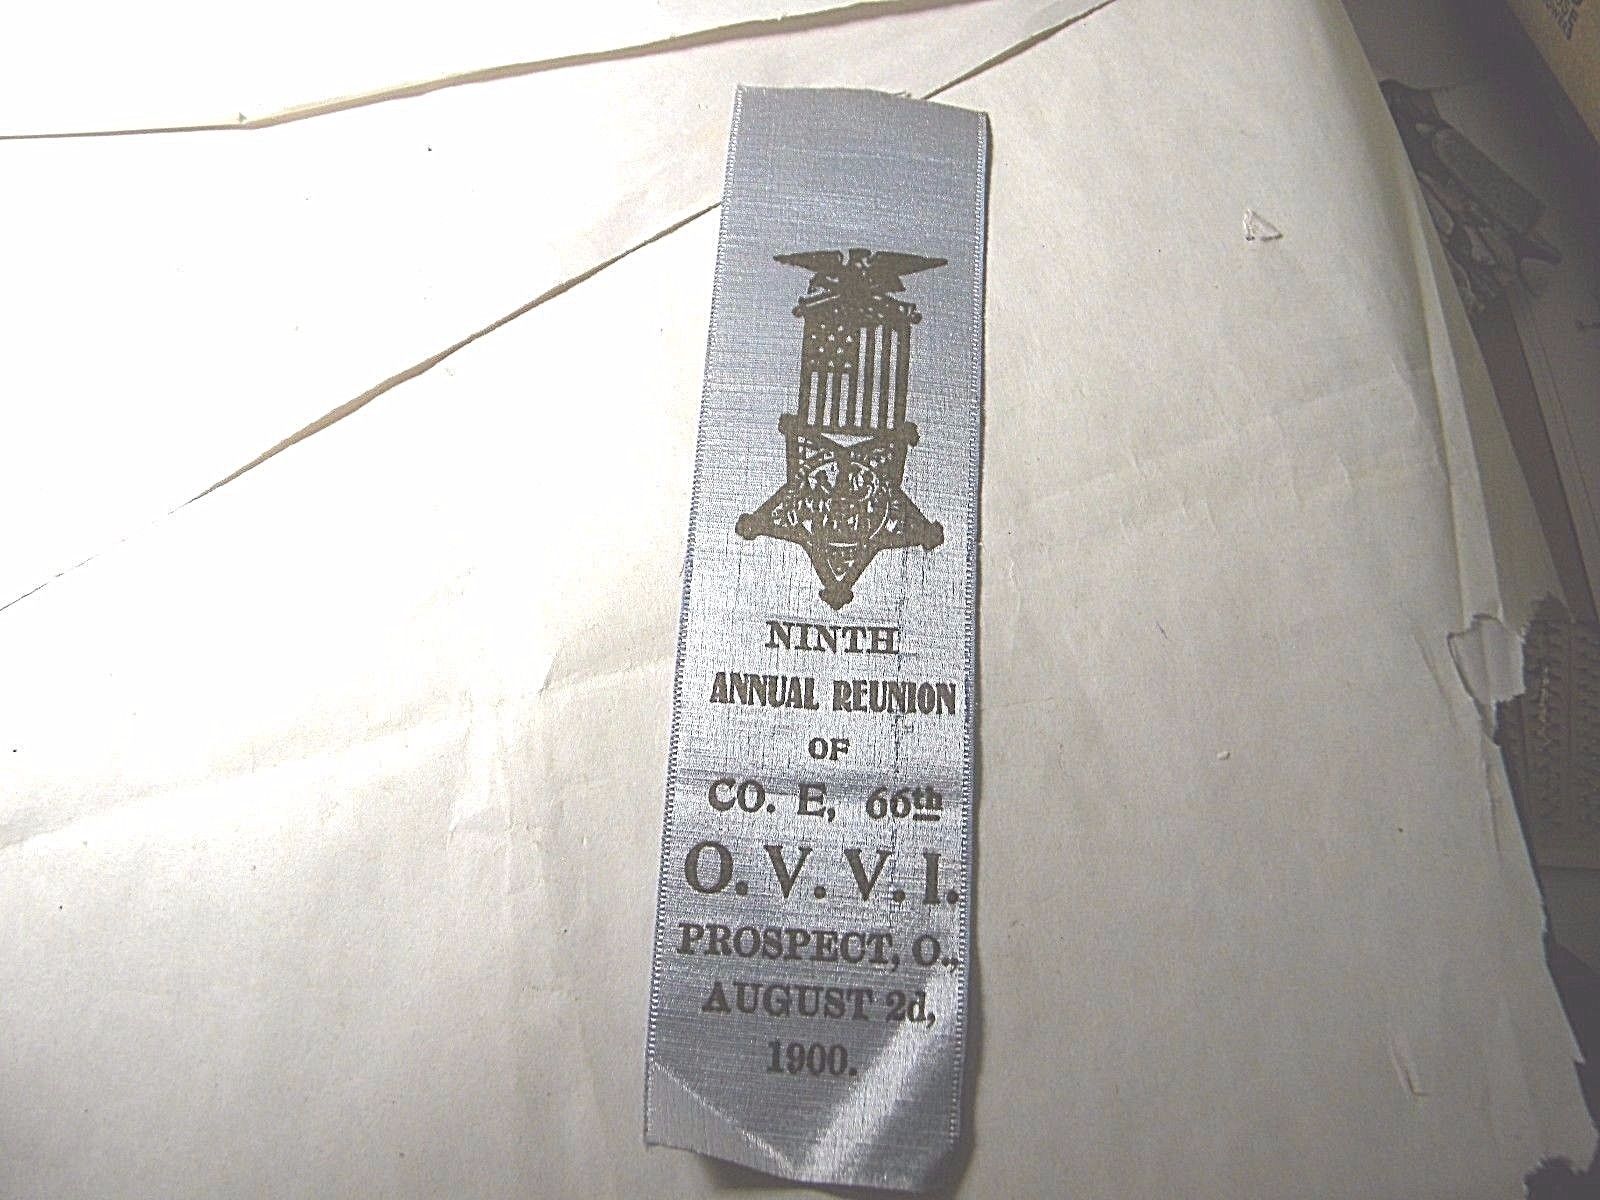 NINTH
ANNUAL REUNION
OF
CO. E, 66th
O. V. V. I.
PROSPECT, O.,
AUGUST 2d,
1900.